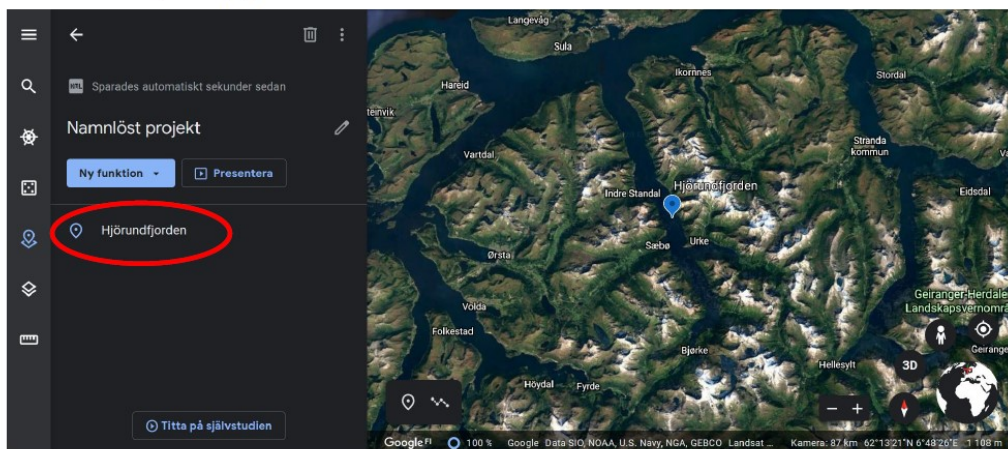 Sparades automatiskt sekunder sedan
Namnlöst projekt
Ny funktion
Presentera
Hjörundfjorden
Titta på självstudien
Langevåg
Sula
Hareid
Ikornnes
Stordal
Vartdal
Stranda
kommun
Indre Standal
Hjörundfjorden
Eidsdal
Sæbø
Urke
Ørsta
Geiranger-Herdale
Landskapsvernområ
Volda
Folkestad
Bjørke
Geirange
Hellesylt
3D
Høydal
Fyrde
Google FI
100 %
Google Data SIO, NOAA, U.S. Navy, NGA, GEBCO Landsat ...
Kamera: 87 km 62°13'21"N 6°48'26"E 1 108 m